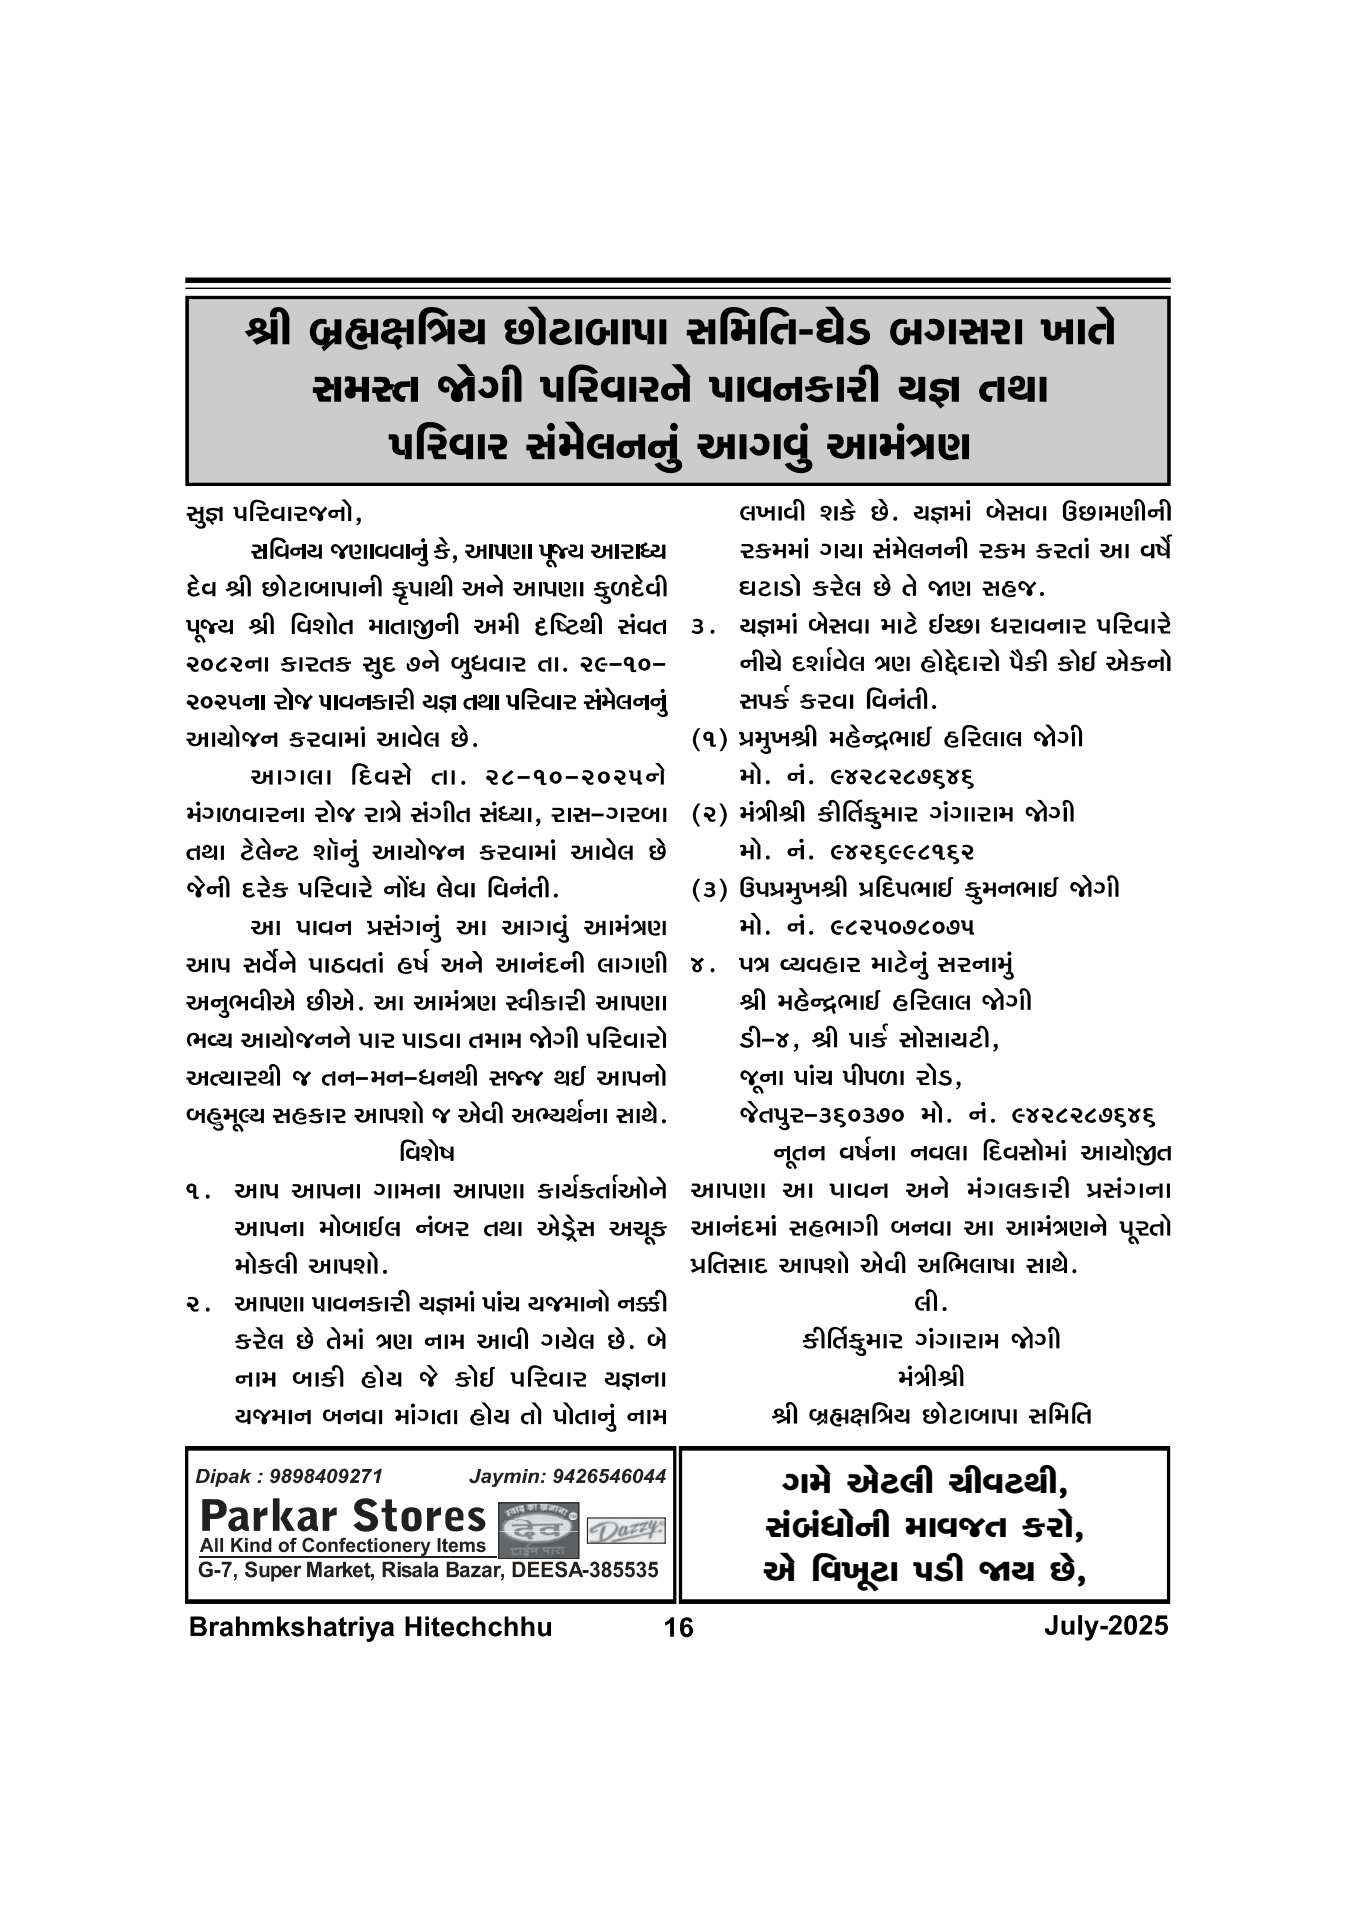 શ્રી બ્રહ્મક્ષત્રિય છોટાબાપા સમિતિ-ઘેડ બગસરા ખાતે
સમસ્ત જોગી પરિવારને પાવનકારી યજ્ઞ તથા
પરિવાર સંમેલનનું આગવું આમંત્રણ
સુજ્ઞ પરિવારજનો,
સવિનય જણાવવાનું કે, આપણા પૂજ્ય આરાધ્ય
દેવ શ્રી છોટાબાપાની કૃપાથી અને આપણા કુળદેવી
પૂજ્ય શ્રી વિશોત માતાજીની અમી દૃષ્ટિથી સંવત
૨૦૮૨ના કારતક સુદ ૭ને બુધવાર તા. ૨૯–૧૦–
૨૦૨૫ના રોજ પાવનકારી યજ્ઞ તથા પરિવાર સંમેલનનું
આયોજન કરવામાં આવેલ છે.
આગલા દિવસે તા. ૨૮–૧૦–૨૦૨૫ને
મંગળવારના રોજ રાત્રે સંગીત સંધ્યા, રાસ–ગરબા
તથા ટેલેન્ટ શૉનું આયોજન કરવામાં આવેલ છે
જેની દરેક પરિવારે નોંધ લેવા વિનંતી.
આ પાવન પ્રસંગનું આ આગવું આમંત્રણ
આપ સર્વેને પાઠવતાં હર્ષ અને આનંદની લાગણી
અનુભવીએ છીએ. આ આમંત્રણ સ્વીકારી આપણા
ભવ્ય આયોજનને પાર પાડવા તમામ જોગી પરિવારો
અત્યારથી જ તન–મન–ધનથી સજ્જ થઈ આપનો
બહુમૂલ્ય સહકાર આપશો જ એવી અભ્યર્થના સાથે.
વિશેષ
૧. આપ આપના ગામના આપણા કાર્યકર્તાઓને
આપના મોબાઈલ નંબર તથા એડ્રેસ અચૂક
મોકલી આપશો.
૨. આપણા પાવનકારી યજ્ઞમાં પાંચ યજમાનો નક્કી
કરેલ છે તેમાં ત્રણ નામ આવી ગયેલ છે. બે
નામ બાકી હોય જે કોઈ પરિવાર યજ્ઞના
યજમાન બનવા માંગતા હોય તો પોતાનું નામ
લખાવી શકે છે. યજ્ઞમાં બેસવા ઉછામણીની
રકમમાં ગયા સંમેલનની રકમ કરતાં આ વર્ષે
ઘટાડો કરેલ છે તે જાણ સહજ.
૩. યજ્ઞમાં બેસવા માટે ઈચ્છા ધરાવનાર પરિવારે
નીચે દર્શાવેલ ત્રણ હોદ્દેદારો પૈકી કોઈ એકનો
સપર્ક કરવા વિનંતી.
(૧) પ્રમુખશ્રી મહેન્દ્રભાઈ હરિલાલ જોગી
મો. નં. ૯૪૨૮૨૮૭૬૪૬
(૨) મંત્રીશ્રી કીર્તિકુમાર ગંગારામ જોગી
મો. નં. ૯૪૨૬૯૯૮૧૬૨
(૩) ઉપપ્રમુખશ્રી પ્રદિપભાઈ કુમનભાઈ જોગી
મો. નં. ૯૮૨૫૦૭૮૦૭૫
૪. પત્ર વ્યવહાર માટેનું સરનામું
શ્રી મહેન્દ્રભાઈ હરિલાલ જોગી
ડી–૪, શ્રી પાર્ક સોસાયટી,
જૂના પાંચ પીપળા રોડ,
જેતપુર–૩૬૦૩૭૦ મો. નં. ૯૪૨૮૨૮૭૬૪૬
નૂતન વર્ષના નવલા દિવસોમાં આયોજીત
આપણા આ પાવન અને મંગલકારી પ્રસંગના
આનંદમાં સહભાગી બનવા આ આમંત્રણને પૂરતો
પ્રતિસાદ આપશો એવી અભિલાષા સાથે.
લી.
કીર્તિકુમાર ગંગારામ જોગી
મંત્રીશ્રી
શ્રી બ્રહ્મક્ષત્રિય છોટાબાપા સમિતિ
Dipak : 9898409271 Jaymin: 9426546044
Parkar Stores
All Kind of Confectionery Items
स्वाद का खजाना
देव
टाईम पास
Dazzy
G-7, Super Market, Risala Bazar, DEESA-385535
ગમે એટલી ચીવટથી,
સંબંધોની માવજત કરો,
એ વિખૂટા પડી જાય છે,
Brahmkshatriya Hitechchhu 16 July-2025